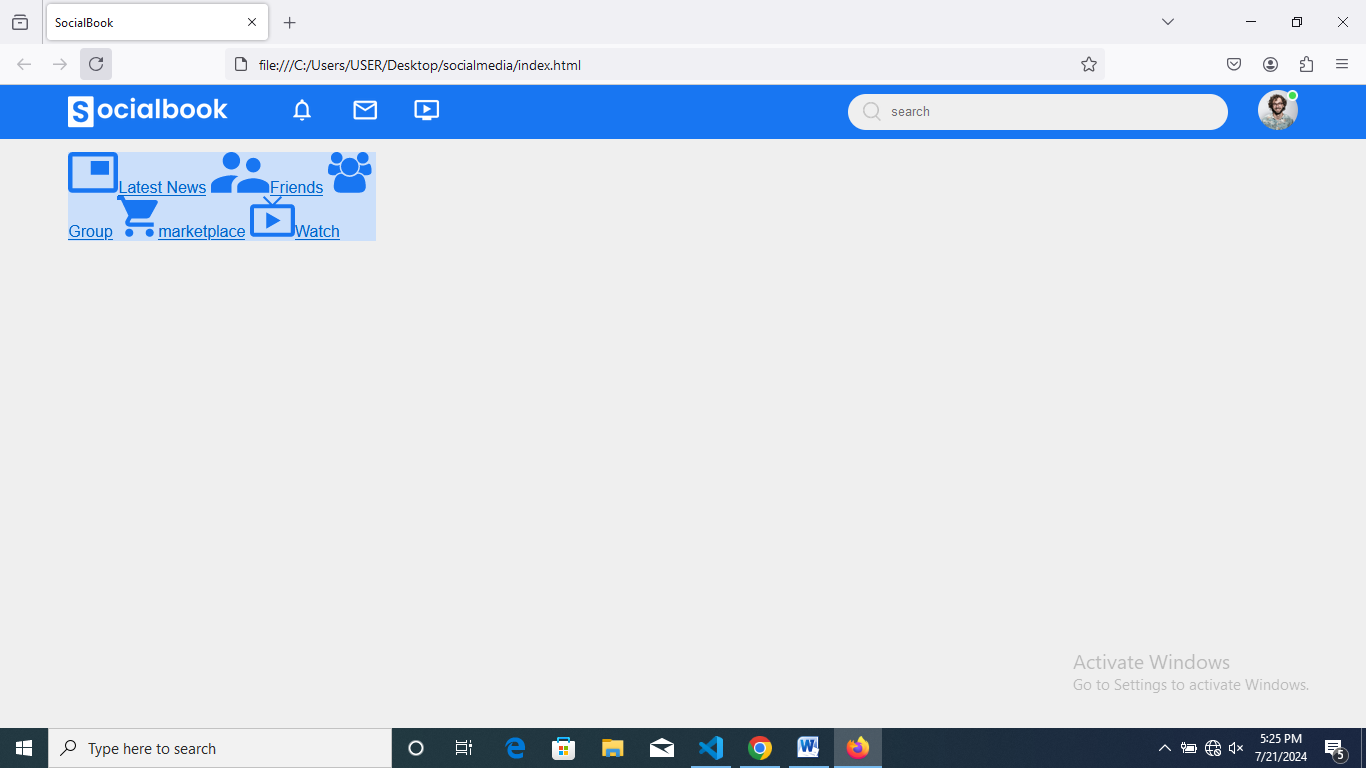 SocialBook
file:///C:/Users/USER/Desktop/socialmedia/index.html
Socialbook
search
Latest News Friends
Group marketplace Watch
Activate Windows
Go to Settings to activate Windows.
Type here to search
5:25 PM
7/21/2024
5